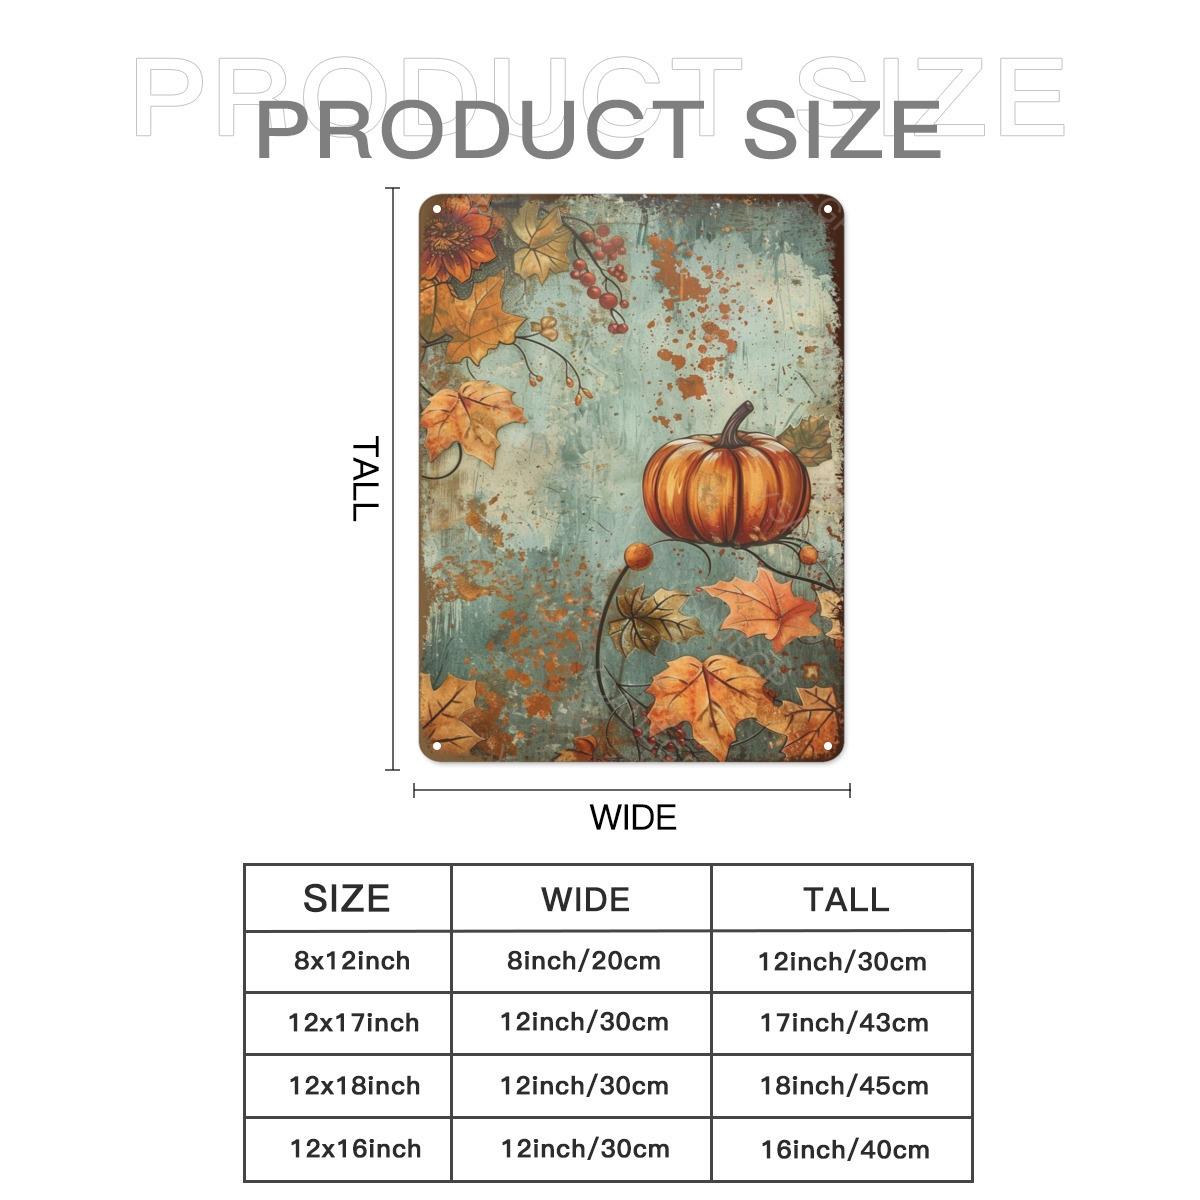 PRODUCT SIZE
PRODUCT SIZE
TALL
WIDE
SIZE WIDE TALL
8x12inch 8inch/20cm 12inch/30cm
12x17inch 12inch/30cm 17inch/43cm
12x18inch 12inch/30cm 18inch/45cm
12x16inch 12inch/30cm 16inch/40cm